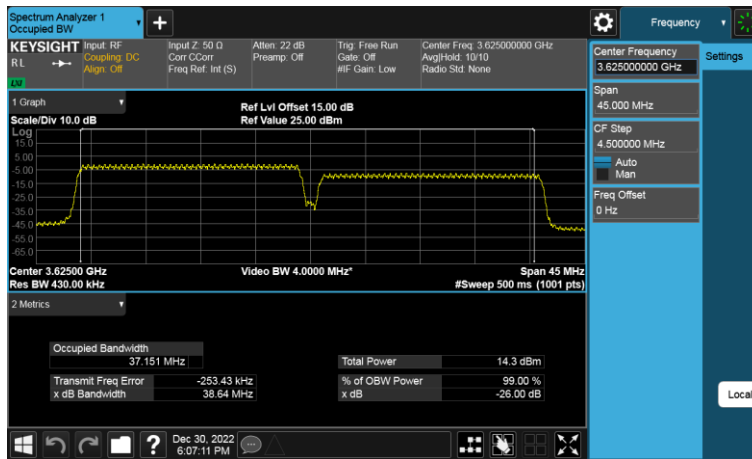 Spectrum Analyzer 1
Occupied BW
Frequency
KEYSIGHT
RL
LXI
Input: RF
Coupling: DC
Align: Off
Input Z: 50 Ω
Corr CCorr
Freq Ref: Int (S)
Atten: 22 dB
Preamp: Off
Trig: Free Run
Gate: Off
#IF Gain: Low
Center Freq: 3.625000000 GHz
Avg|Hold: 10/10
Radio Std: None
Center Frequency
3.625000000 GHz
Settings
Span
45.000 MHz
CF Step
4.500000 MHz
Auto
Man
Freq Offset
0 Hz
1 Graph
Scale/Div 10.0 dB
Ref Lvl Offset 15.00 dB
Ref Value 25.00 dBm
Log
15.0
5.00
-5.00
-15.0
-25.0
-35.0
-45.0
-55.0
-65.0
Center 3.62500 GHz
Video BW 4.0000 MHz*
Span 45 MHz
Res BW 430.00 kHz
#Sweep 500 ms (1001 pts)
2 Metrics
Occupied Bandwidth
37.151 MHz
Total Power
14.3 dBm
Transmit Freq Error
-253.43 kHz
% of OBW Power
99.00 %
x dB Bandwidth
38.64 MHz
x dB
-26.00 dB
?
Dec 30, 2022
6:07:11 PM
Local